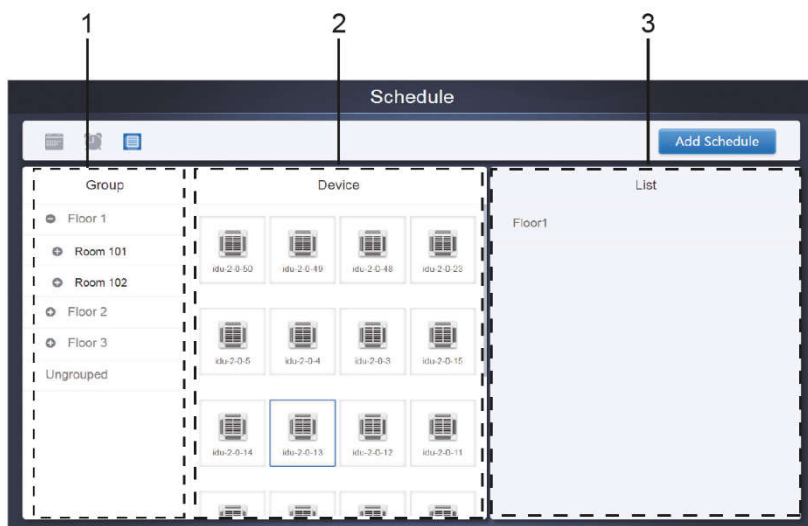 1 2 3
Schedule
Add Schedule
Group Device List
Floor 1
Room 101
Room 102
Floor 2
Floor 3
Ungrouped
idu-2-0-50 idu-2-0-49 idu-2-0-48 idu-2-0-23
idu-2-0-5 idu-2-0-4 idu-2-0-3 idu-2-0-15
idu-2-0-14 idu-2-0-13 idu-2-0-12 idu-2-0-11
Floor1